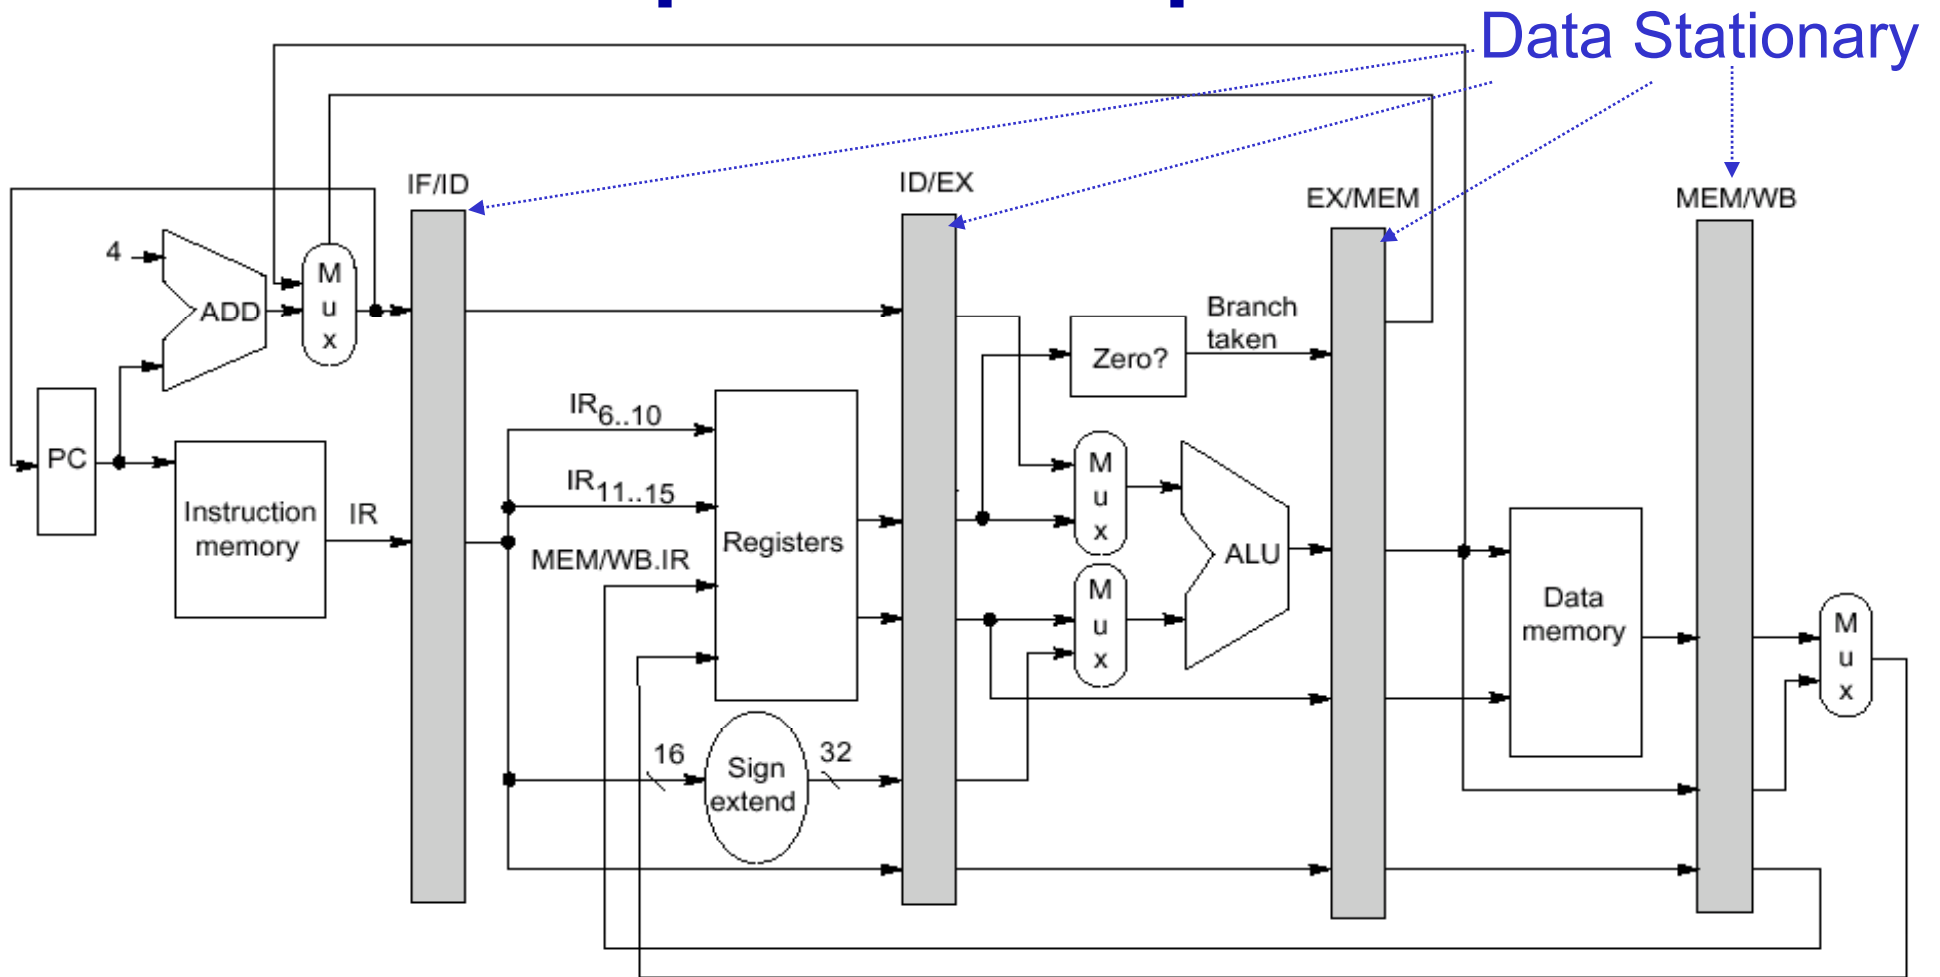 Data Stationary
IF/ID
ID/EX
EX/MEM
MEM/WB
4
ADD
M
u
x
Branch
taken
Zero?
IR6..10
PC
Instruction
memory
IR
IR11..15
MEM/WB.IR
Registers
M
u
x
ALU
M
u
x
Data
memory
M
u
x
16
Sign
extend
32